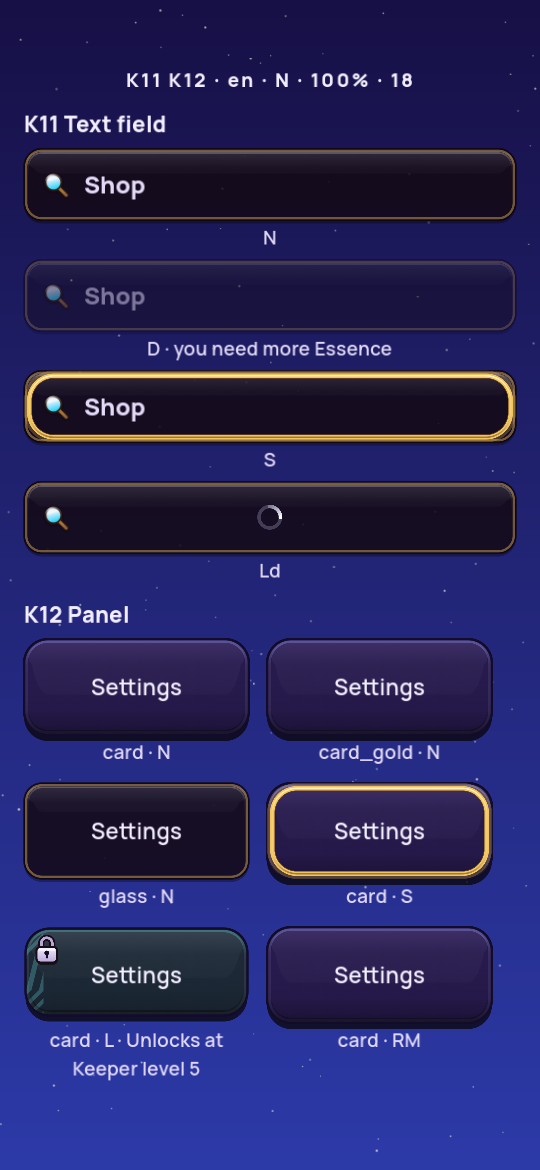 K11 K12 · en · N · 100% · 18
K11 Text field
Shop
N
Shop
D · you need more Essence
Shop
S
Ld
K12 Panel
Settings
Settings
card · N
card_gold · N
Settings
Settings
glass · N
card · S
Settings
Settings
card · L · Unlocks at
Keeper level 5
card · RM